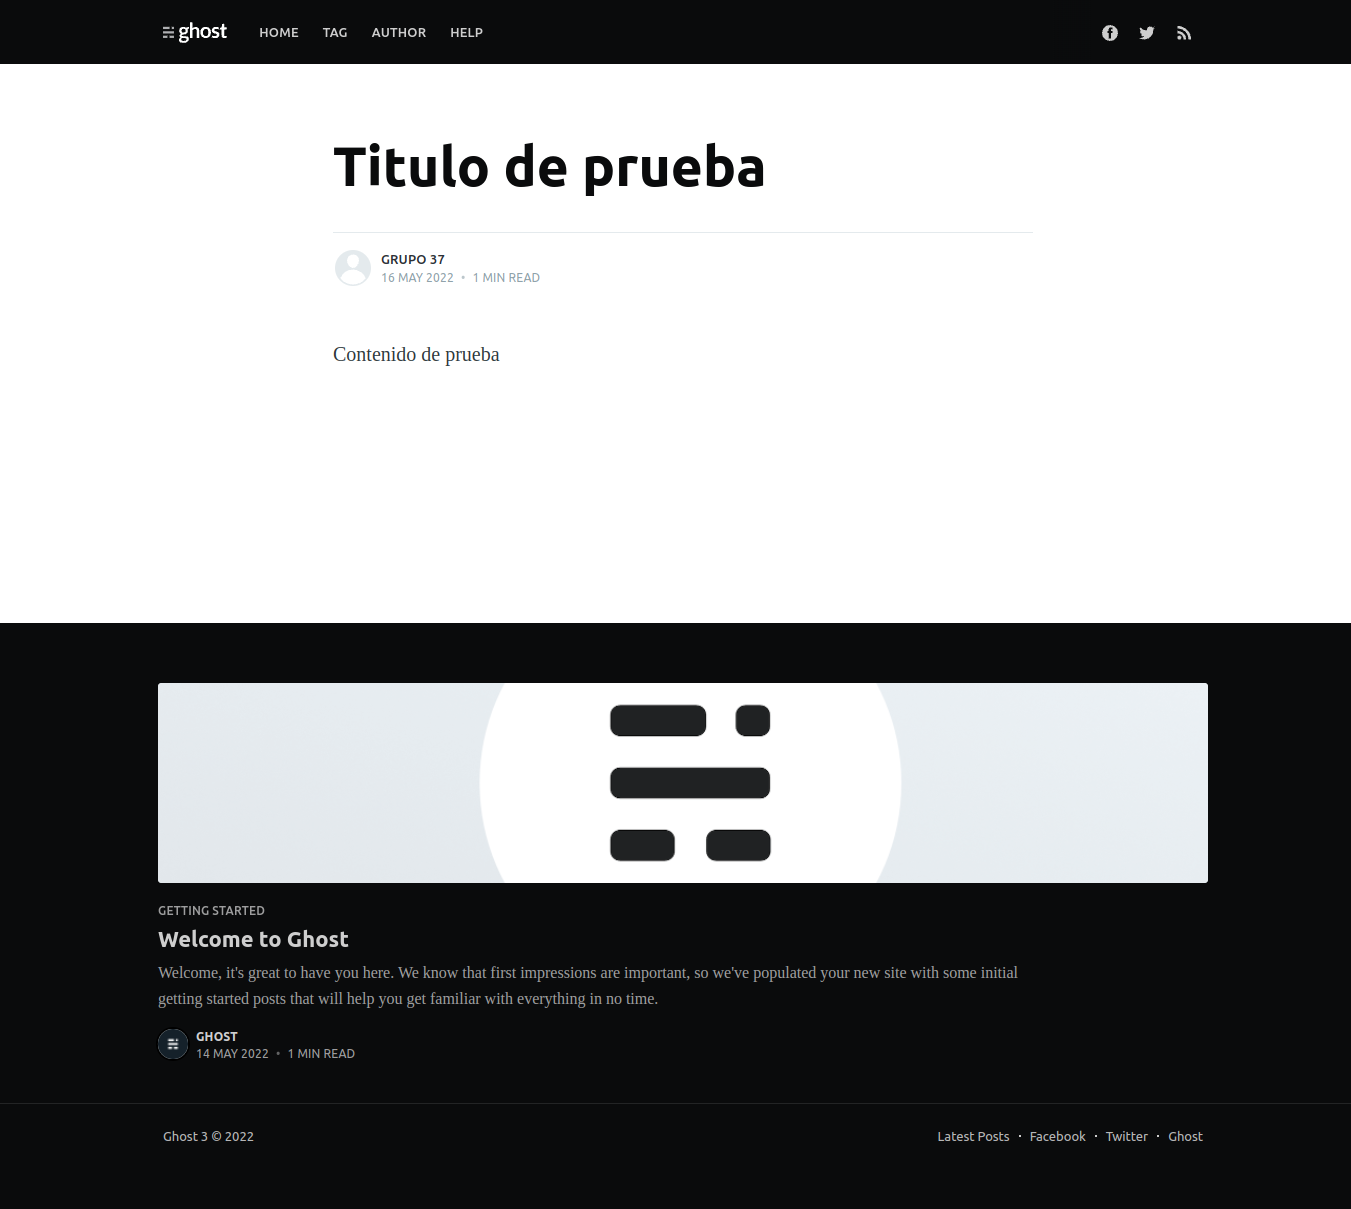 ghost HOME TAG AUTHOR HELP
Titulo de prueba
GRUPO 37
16 MAY 2022 • 1 MIN READ
Contenido de prueba
GETTING STARTED
Welcome to Ghost
Welcome, it's great to have you here. We know that first impressions are important, so we've populated your new site with some initial
getting started posts that will help you get familiar with everything in no time.
GHOST
14 MAY 2022 • 1 MIN READ
Ghost 3 © 2022
Latest Posts • Facebook • Twitter • Ghost